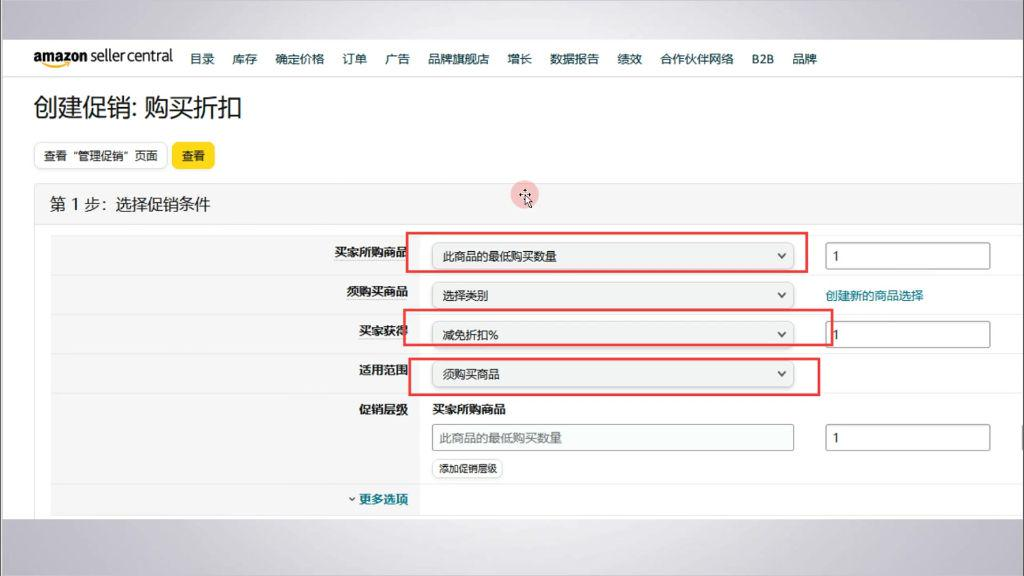 amazon seller central 目录 库存 确定价格 订单 广告 品牌旗舰店 增长 数据报告 绩效 合作伙伴网络 B2B 品牌
创建促销: 购买折扣
查看“管理促销”页面 查看
第 1 步：选择促销条件
买家所购商品 此商品的最低购买数量 1
须购买商品 选择类别 创建新的商品选择
买家获得 减免折扣% 1
适用范围 须购买商品
促销层级 买家所购商品
此商品的最低购买数量 1
添加促销层级
更多选项